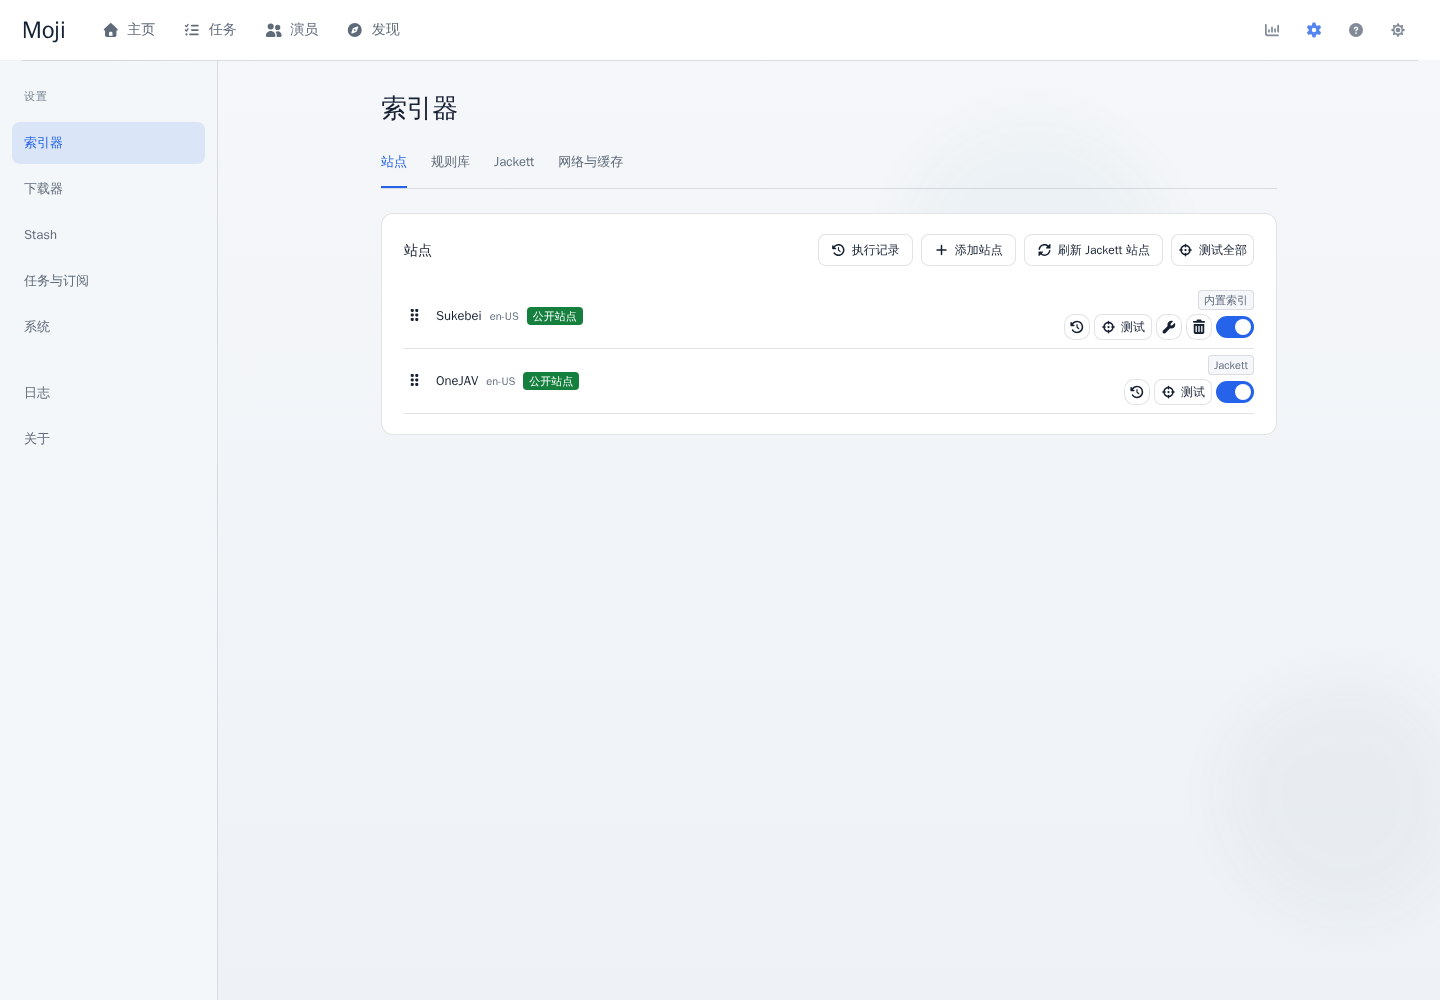 Moji 主页 任务 演员 发现
设置
索引器
下载器
Stash
任务与订阅
系统
日志
关于
索引器
站点 规则库 Jackett 网络与缓存
站点 执行记录 添加站点 刷新 Jackett 站点 测试全部
Sukebei en-US 公开站点 内置索引
测试
OneJAV en-US 公开站点 Jackett
测试